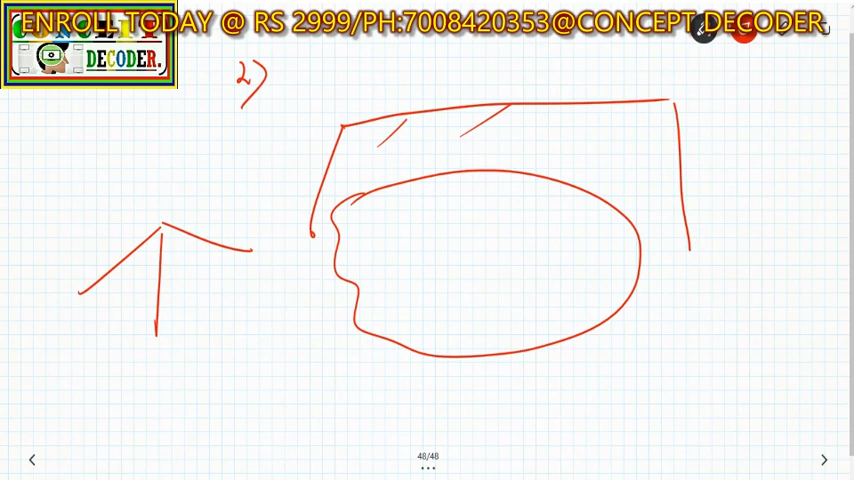 ENROLL TODAY @ RS 2999/PH:7008420353@CONCEPT DECODER.
DECODER.
2)
48/48